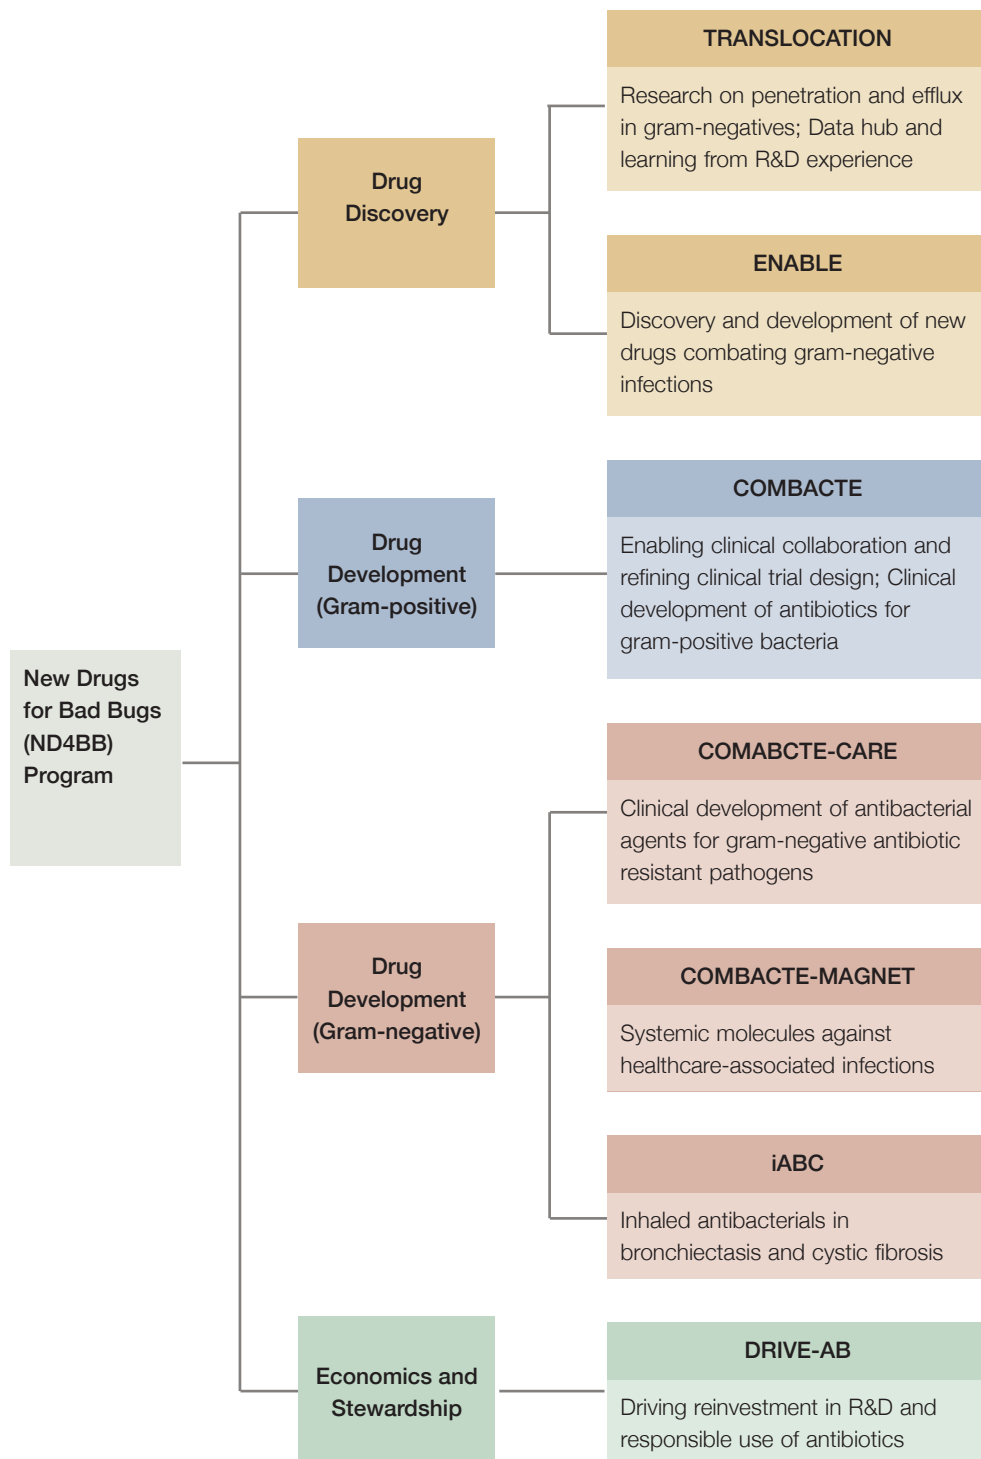 New Drugs
for Bad Bugs
(ND4BB)
Program
Drug
Discovery
TRANSLOCATION
Research on penetration and efflux
in gram-negatives; Data hub and
learning from R&D experience
ENABLE
Discovery and development of new
drugs combating gram-negative
infections
Drug
Development
(Gram-positive)
COMBACTE
Enabling clinical collaboration and
refining clinical trial design; Clinical
development of antibiotics for
gram-positive bacteria
Drug
Development
(Gram-negative)
COMABCTE-CARE
Clinical development of antibacterial
agents for gram-negative antibiotic
resistant pathogens
COMBACTE-MAGNET
Systemic molecules against
healthcare-associated infections
iABC
Inhaled antibacterials in
bronchiectasis and cystic fibrosis
Economics and
Stewardship
DRIVE-AB
Driving reinvestment in R&D and
responsible use of antibiotics